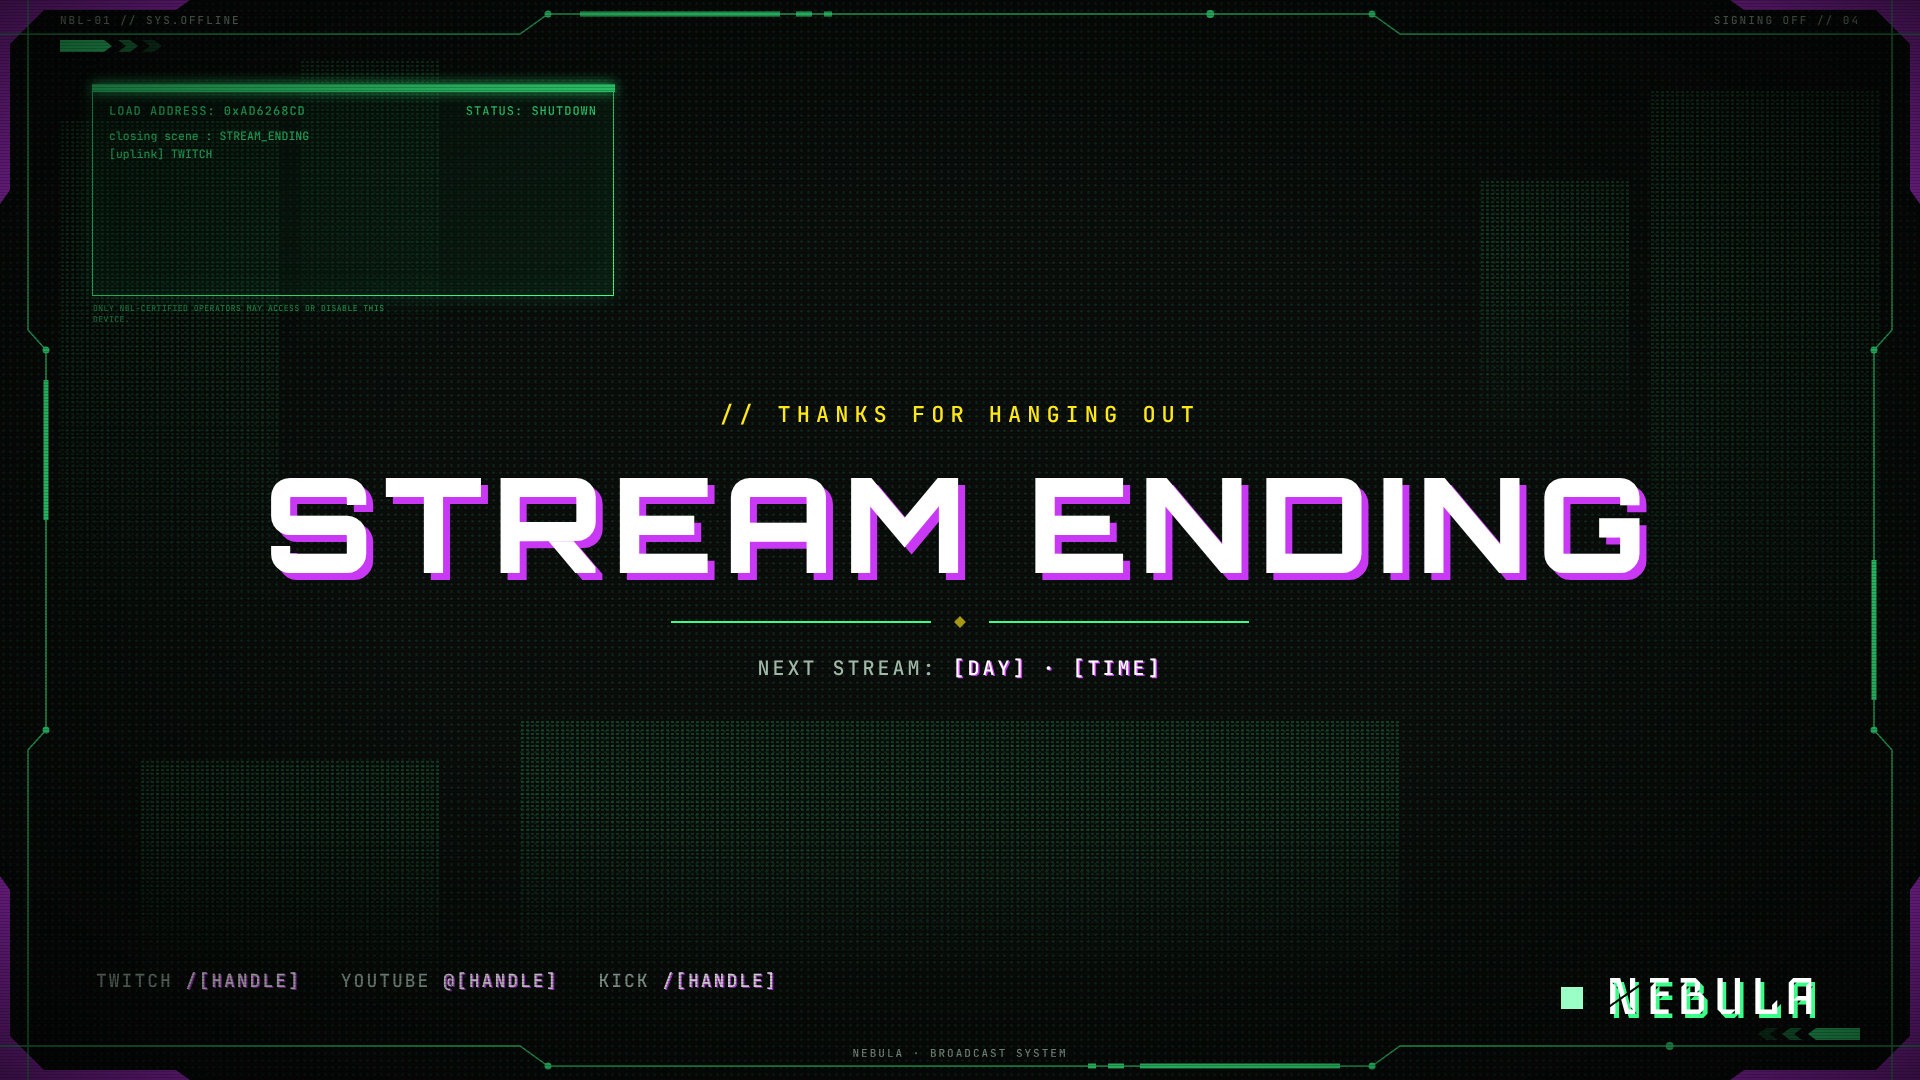 NBL-01 // SYS.OFFLINE
SIGNING OFF // 04
LOAD ADDRESS: 0xAD6268CD
STATUS: SHUTDOWN
closing scene : STREAM_ENDING
[uplink] TWITCH
ONLY NBL-CERTIFIED OPERATORS MAY ACCESS OR DISABLE THIS
DEVICE.
// THANKS FOR HANGING OUT
STREAM ENDING
NEXT STREAM: [DAY] · [TIME]
TWITCH /[HANDLE] YOUTUBE @[HANDLE] KICK /[HANDLE]
NEBULA
NEBULA · BROADCAST SYSTEM